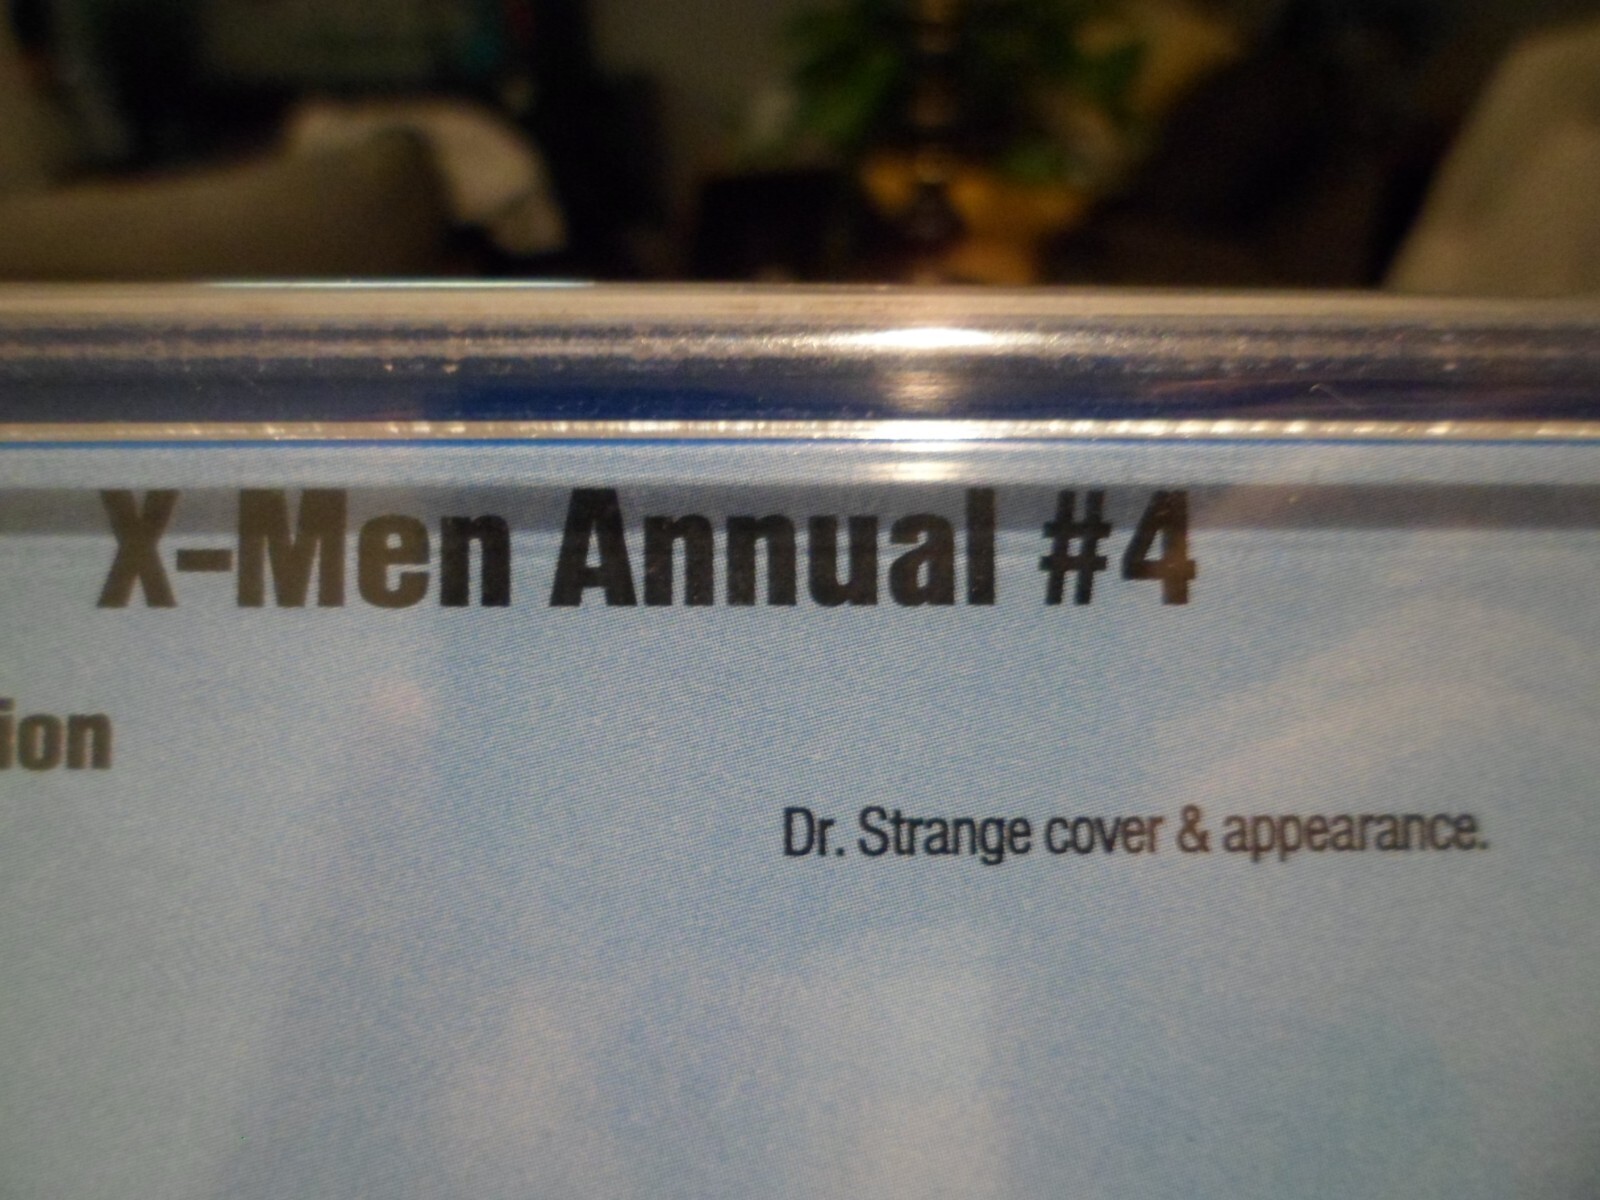 X-Men Annual #4
ion
Dr. Strange cover & appearance.